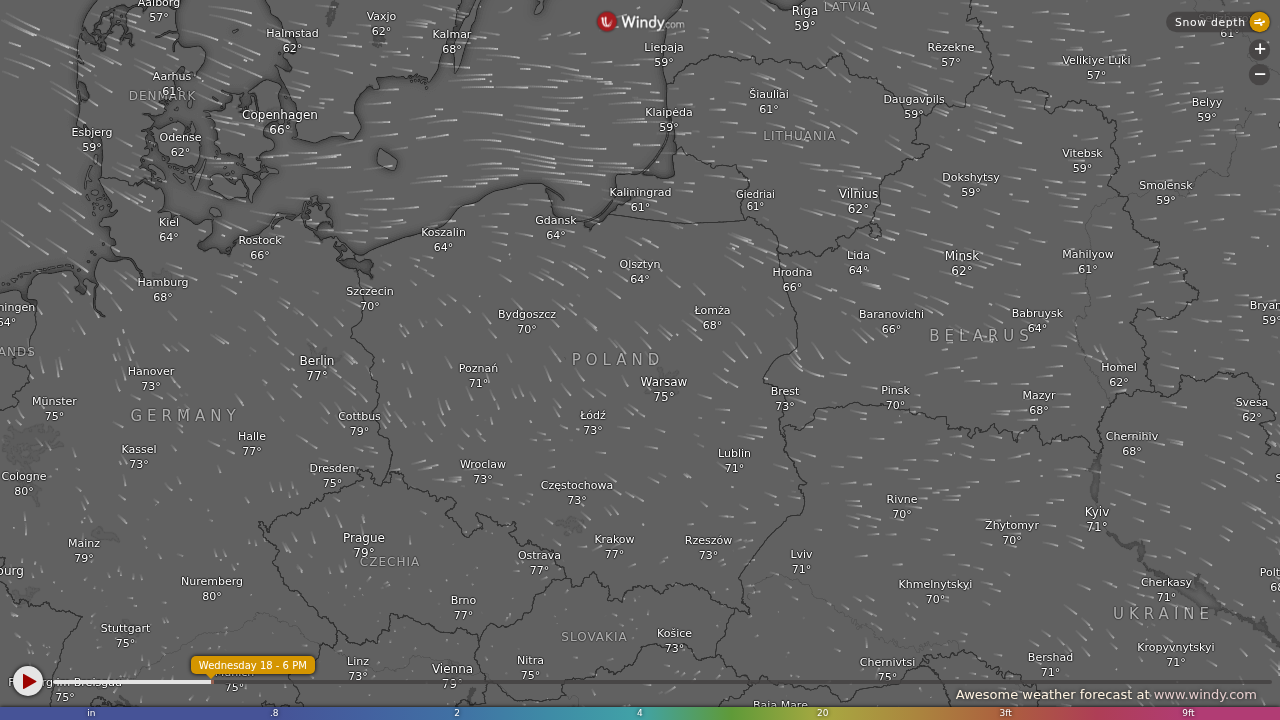 Aalborg
57°
Halmstad
62°
Vaxjo
62°
Kalmar
68°
Windy.com
Liepaja
59°
Riga
59°
LATVIA
Rēzekne
57°
Velikiye Luki
57°
Snow depth
61°
+
−
Aarhus
61°
DENMARK
Copenhagen
66°
Esbjerg
59°
Odense
62°
Klaipėda
59°
Šiauliai
61°
LITHUANIA
Daugavpils
59°
Belyy
59°
Vitebsk
59°
Dokshytsy
59°
Smolensk
59°
Kaliningrad
61°
Giedriai
61°
Vilnius
62°
Kiel
64°
Rostock
66°
Koszalin
64°
Gdansk
64°
Olsztyn
64°
Hrodna
66°
Lida
64°
Minsk
62°
Mahilyow
61°
Hamburg
68°
Szczecin
70°
Bydgoszcz
70°
Łomża
68°
Baranovichi
66°
Babruysk
64°
BELARUS
Berlin
77°
Hanover
73°
Poznań
71°
POLAND
Warsaw
75°
Brest
73°
Pinsk
70°
Mazyr
68°
Homel
62°
Svesa
62°
Münster
75°
GERMANY
Cottbus
79°
Łódź
73°
Chernihiv
68°
Kassel
73°
Halle
77°
Dresden
75°
Wroclaw
73°
Lublin
71°
Cologne
80°
Częstochowa
73°
Rivne
70°
Zhytomyr
70°
Kyiv
71°
Mainz
79°
Prague
79°
CZECHIA
Ostrava
77°
Krakow
77°
Rzeszów
73°
Lviv
71°
Nuremberg
80°
Brno
77°
Khmelnytskyi
70°
Cherkasy
71°
UKRAINE
Stuttgart
75°
SLOVAKIA
Košice
73°
Linz
73°
Vienna
79°
Nitra
75°
Chernivtsi
75°
Bershad
71°
Kropyvnytskyi
71°
Wednesday 18 - 6 PM
75°
75°
Baia Mare
Awesome weather forecast at www.windy.com
in .8 2 4 20 3ft 9ft